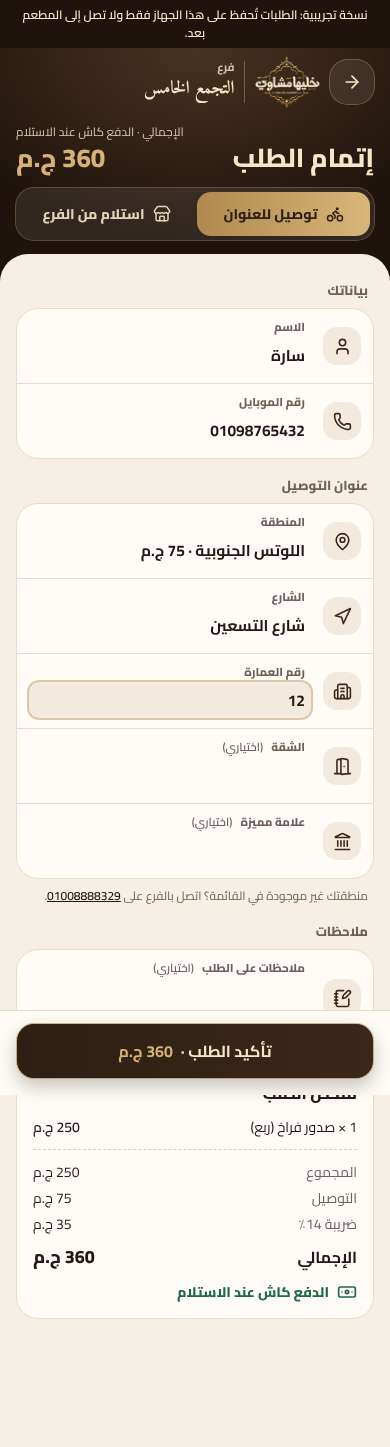 نسخة تجريبية: الطلبات تُحفظ على هذا الجهاز فقط ولا تصل إلى المطعم
بعد.
خليها مشاوي
فرع
التجمع الخامس
إتمام الطلب
الإجمالي · الدفع كاش عند الاستلام
360 ج.م
توصيل للعنوان
استلام من الفرع
بياناتك
الاسم
سارة
رقم الموبايل
01098765432
عنوان التوصيل
المنطقة
اللوتس الجنوبية · 75 ج.م
الشارع
شارع التسعين
رقم العمارة
12
الشقة (اختياري)
علامة مميزة (اختياري)
منطقتك غير موجودة في القائمة؟ اتصل بالفرع على 01008888329.
ملاحظات
ملاحظات على الطلب (اختياري)
تأكيد الطلب · 360 ج.م
1 × صدور فراخ (ربع) 250 ج.م
المجموع 250 ج.م
التوصيل 75 ج.م
ضريبة 14٪ 35 ج.م
الإجمالي 360 ج.م
الدفع كاش عند الاستلام